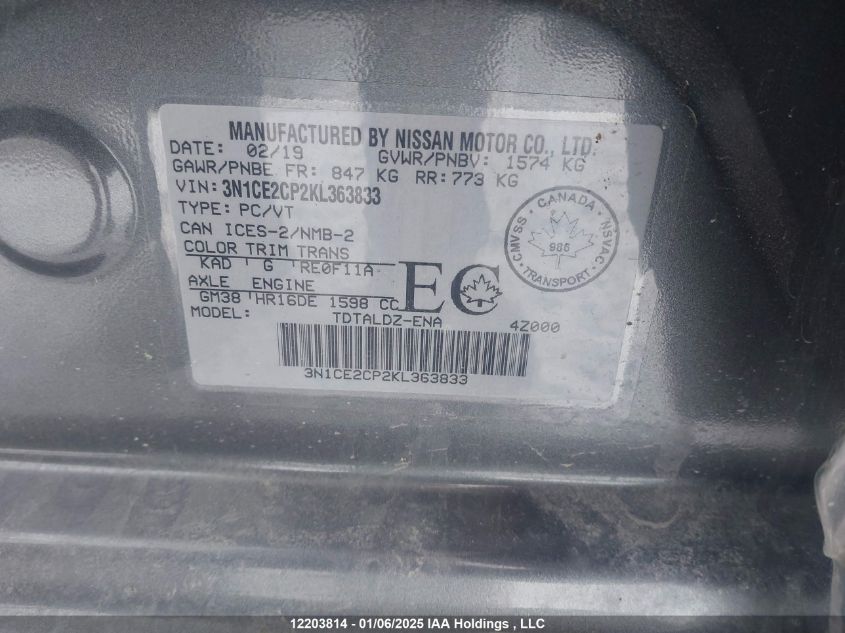 MANUFACTURED BY NISSAN MOTOR CO., LTD.
DATE: 02/19 GVWR/PNBV: 1574 KG
GAWR/PNBE FR: 847 KG RR:773 KG
VIN: 3N1CE2CP2KL363833
TYPE: PC/VT
CAN ICES-2/NMB-2
COLOR TRIM TRANS
KAD G RE0F11A
AXLE ENGINE
GM38 HR16DE 1598 CC
EC
CMVSS CANADA NSVAC
986
TRANSPORT
MODEL: TDTALDZ-ENA 4Z000
3N1CE2CP2KL363833
12203814 - 01/06/2025 IAA Holdings , LLC